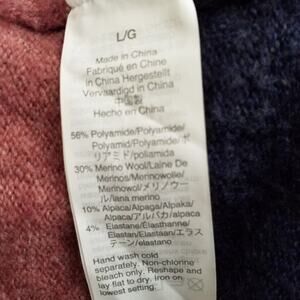 L/G
Made in China
Fabriqué en Chine
In China Hergestellt
Vervaardigd in China
中国製
Hecho en China
56% Polyamide/Polyamide/
Polyamid/Polyamide/ポ
リアミド/poliamida
30% Merino Wool/Laine De
Merinos/Merinowolle/
Merinowol/メリノウー
ル/lana merino
10% Alpaca/Alpaga/Alpaka/
Alpaca/アルパカ/alpaca
4% Elastane/Elasthanne/
Elastan/Elastaan/エラス
テーン/elastano
Hand wash cold
separately. Non-chlorine
bleach only. Reshape and
lay flat to dry. iron on
lowest setting.